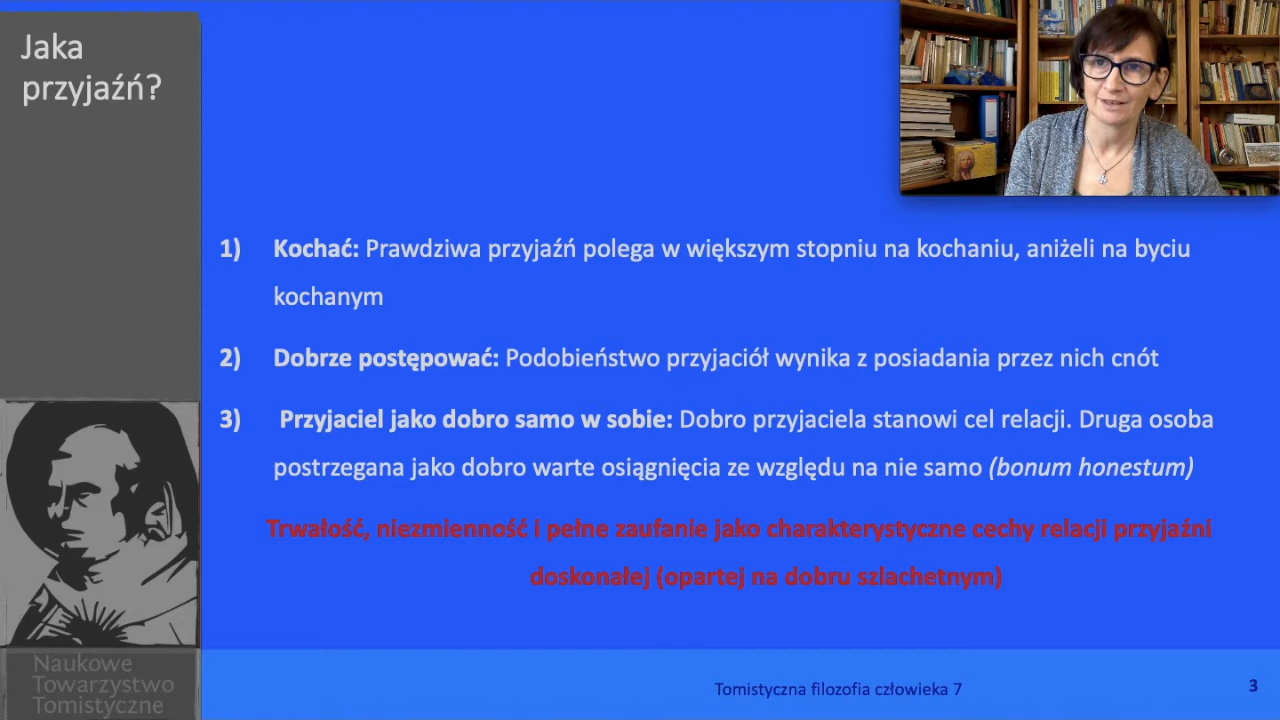 Jaka
przyjaźń?
1) Kochać: Prawdziwa przyjaźń polega w większym stopniu na kochaniu, aniżeli na byciu
kochanym
2) Dobrze postępować: Podobieństwo przyjaciół wynika z posiadania przez nich cnót
3) Przyjaciel jako dobro samo w sobie: Dobro przyjaciela stanowi cel relacji. Druga osoba
postrzegana jako dobro warte osiągnięcia ze względu na nie samo (bonum honestum)
Trwałość, niezmienność i pełne zaufanie jako charakterystyczne cechy relacji przyjaźni
doskonałej (opartej na dobru szlachetnym)
Naukowe
Towarzystwo
Tomistyczne
Tomistyczna filozofia człowieka 7
3